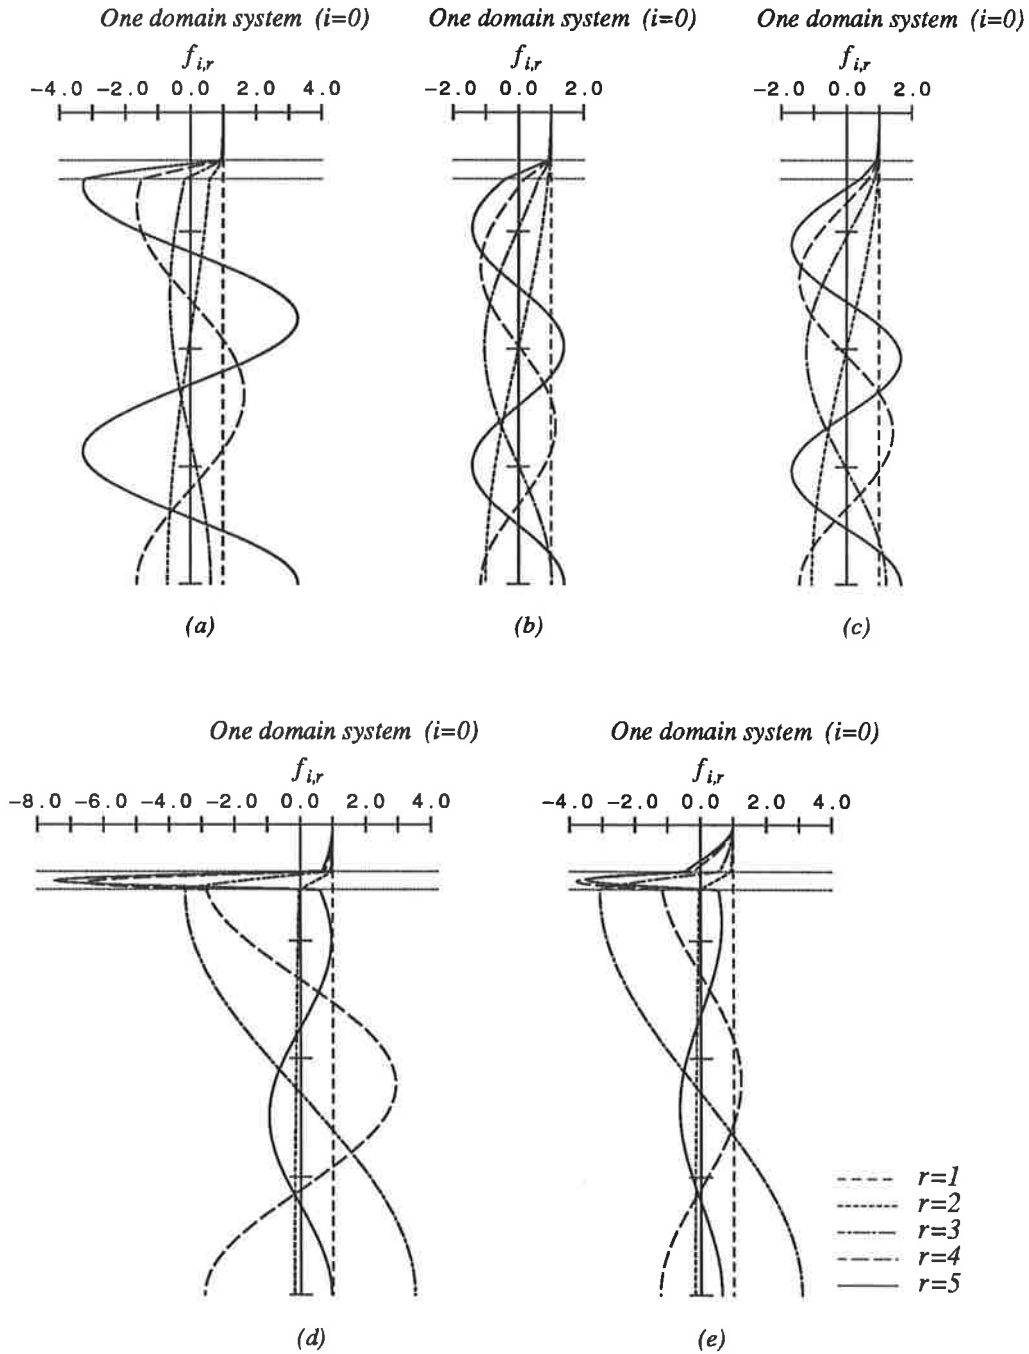 One domain system (i=0) One domain system (i=0) One domain system (i=0)
f_{i,r} f_{i,r} f_{i,r}
-4.0 -2.0 0.0 2.0 4.0 -2.0 0.0 2.0 -2.0 0.0 2.0
(a) (b) (c)
One domain system (i=0) One domain system (i=0)
f_{i,r} f_{i,r}
-8.0 -6.0 -4.0 -2.0 0.0 2.0 4.0 -4.0 -2.0 0.0 2.0 4.0
r=1
r=2
r=3
r=4
r=5
(d) (e)